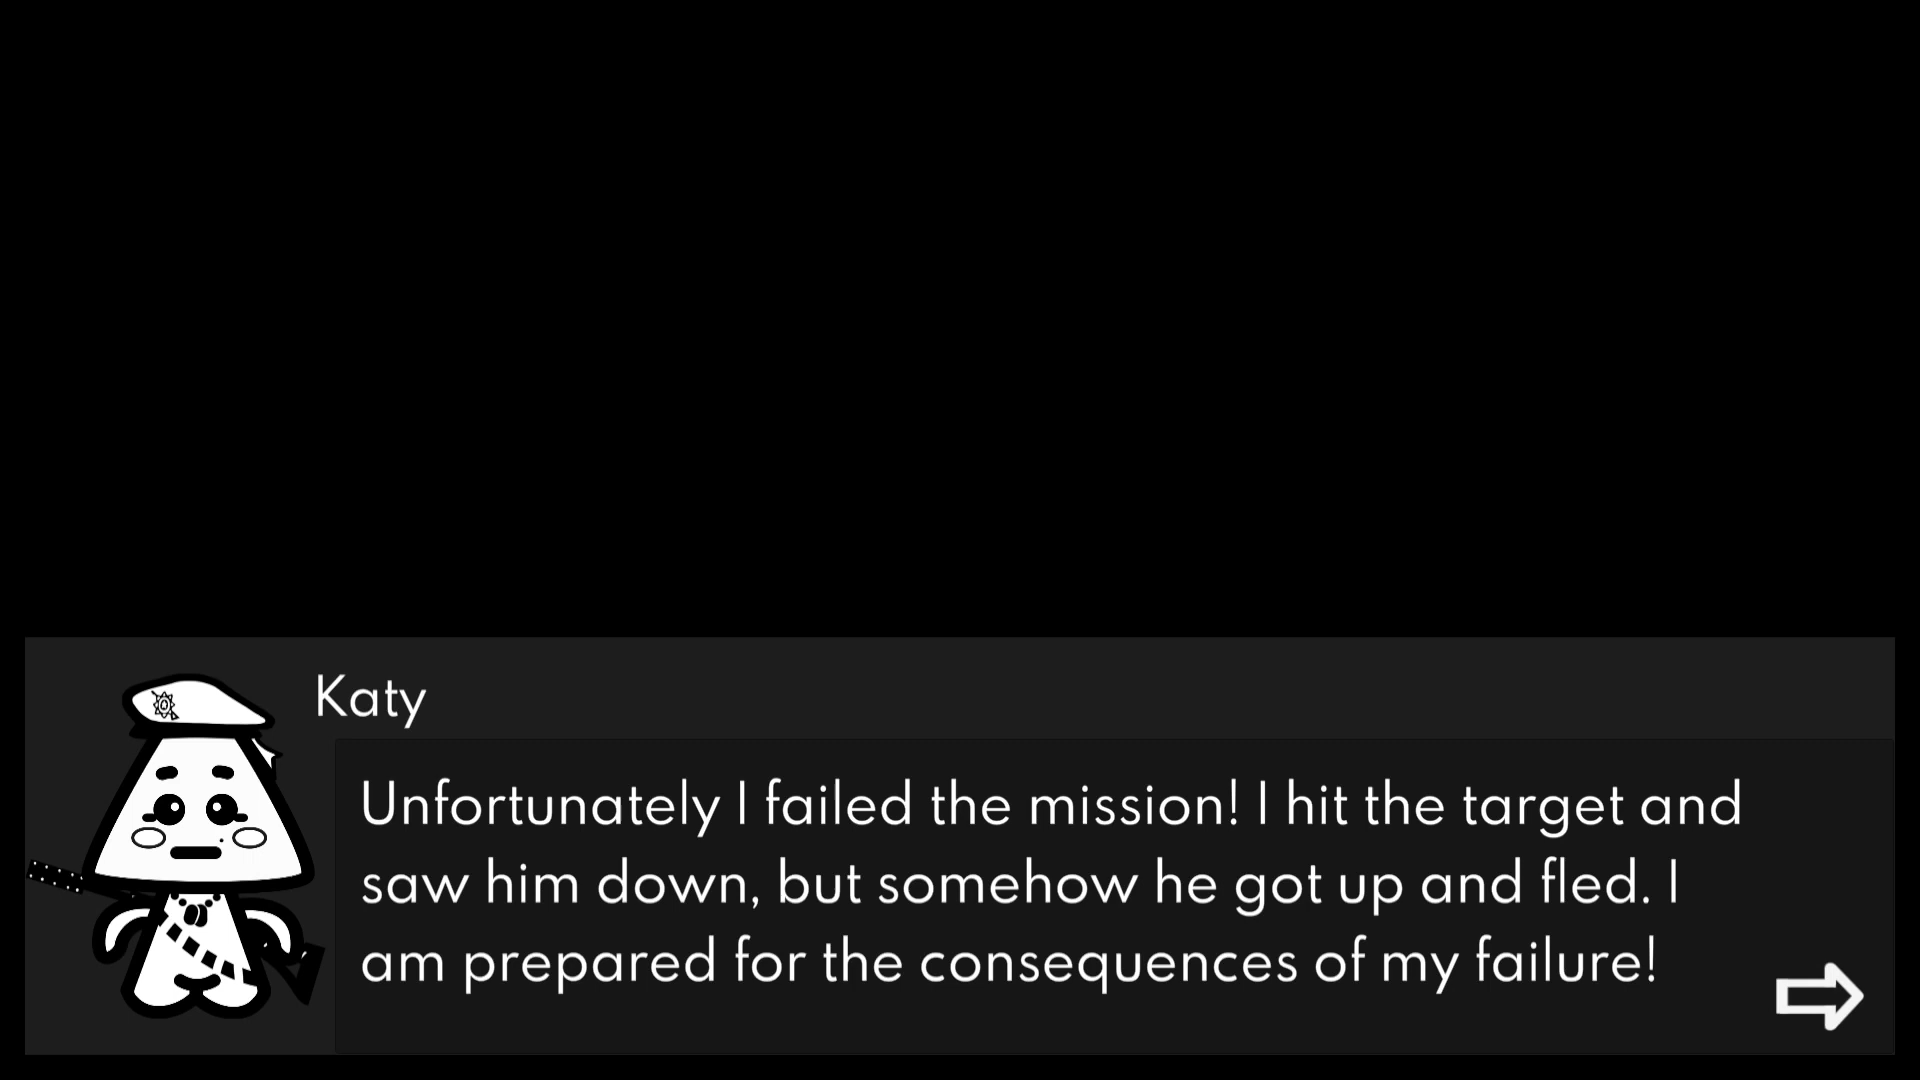 Katy
Unfortunately I failed the mission! I hit the target and
saw him down, but somehow he got up and fled. I
am prepared for the consequences of my failure!